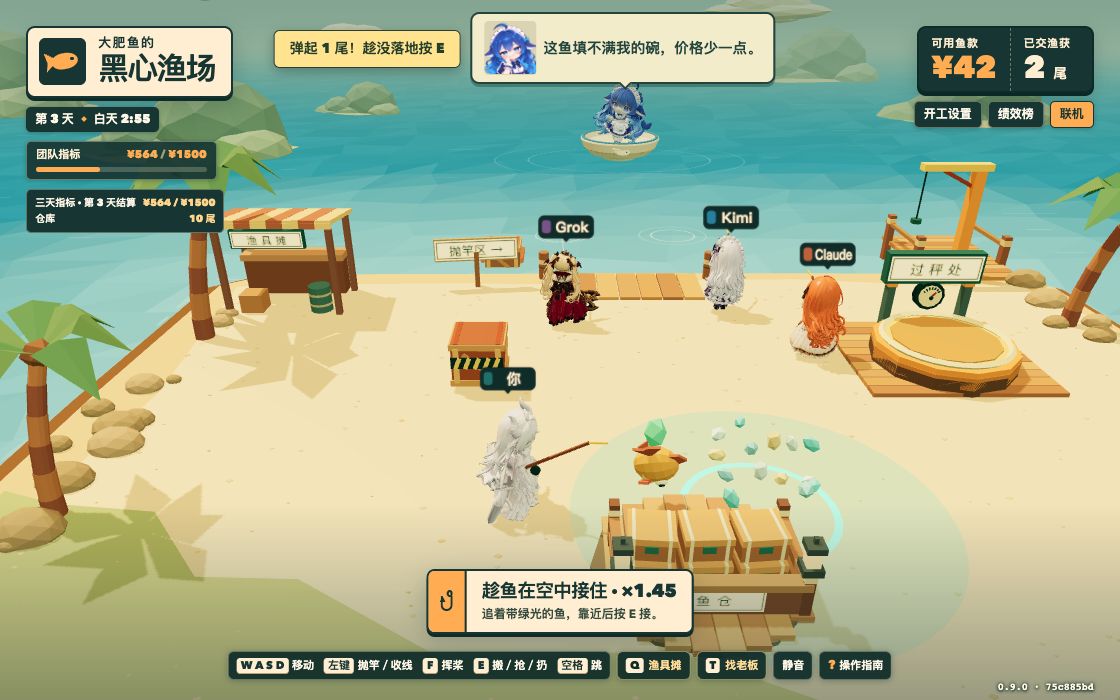 大肥鱼的
黑心渔场
弹起 1 尾！趁没落地按 E
这鱼填不满我的碗，价格少一点。
可用鱼款
¥42
已交渔获
2 尾
第 3 天 ◆ 白天 2:55
开工设置
绩效榜
联机
团队指标 ¥564 / ¥1500
三天指标 • 第 3 天结算 ¥564 / ¥1500
仓库 10 尾
渔具摊
抛竿区 →
Grok
Kimi
Claude
过秤处
你
趁鱼在空中接住 • ×1.45
追着带绿光的鱼，靠近后按 E 接。
鱼仓
WASD 移动 左键 抛竿 / 收线 F 挥桨 E 搬 / 抢 / 扔 空格 跳
Q 渔具摊
T 找老板
静音
? 操作指南
0.9.0 · 75c885bd